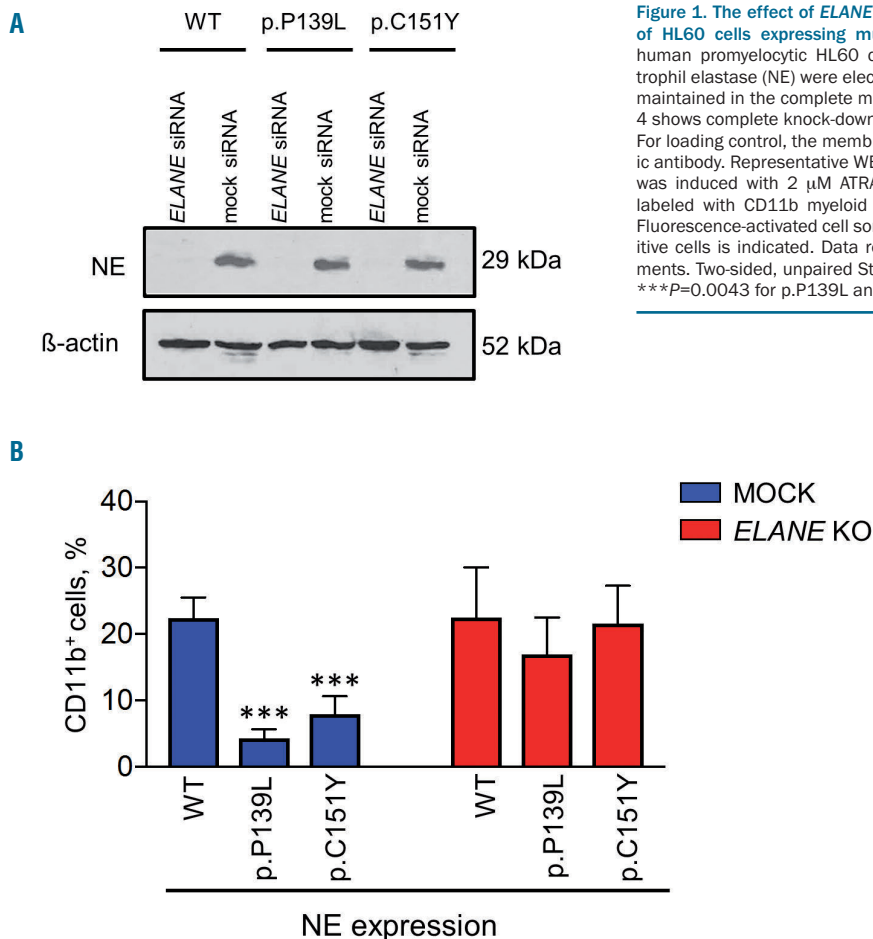 A
WT p.P139L p.C151Y
ELANE siRNA
mock siRNA
ELANE siRNA
mock siRNA
ELANE siRNA
mock siRNA
NE
29 kDa
ß-actin
52 kDa
Figure 1. The effect of ELANE
of HL60 cells expressing mu
human promyelocytic HL60 c
trophil elastase (NE) were elec
maintained in the complete m
4 shows complete knock-down
For loading control, the memb
ic antibody. Representative WE
was induced with 2 μM ATRA
labeled with CD11b myeloid
Fluorescence-activated cell sor
itive cells is indicated. Data re
ments. Two-sided, unpaired St
***P=0.0043 for p.P139L an
B
CD11b+ cells, %
40
30
20
10
0
***
***
MOCK
ELANE KO
WT
p.P139L
p.C151Y
WT
p.P139L
p.C151Y
NE expression